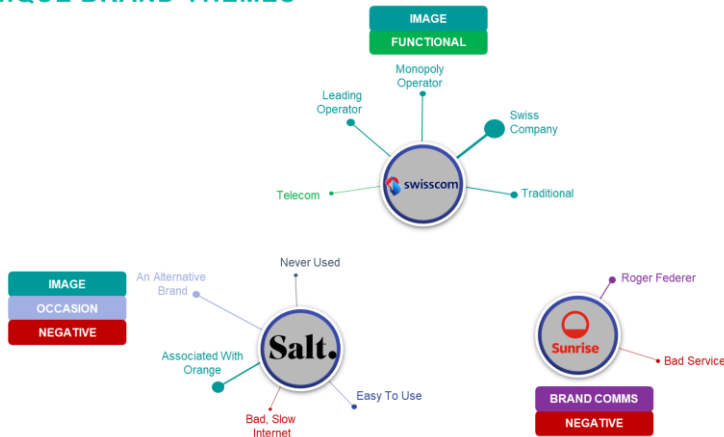 BRAND THEMES
IMAGE
FUNCTIONAL
Monopoly
Operator
Leading
Operator
Swiss
Company
swisscom
Telecom
Traditional
Never Used
An Alternative
Brand
IMAGE
OCCASION
NEGATIVE
Salt.
Associated With
Orange
Easy To Use
Bad, Slow
Internet
Roger Federer
Sunrise
Bad Service
BRAND COMMS
NEGATIVE